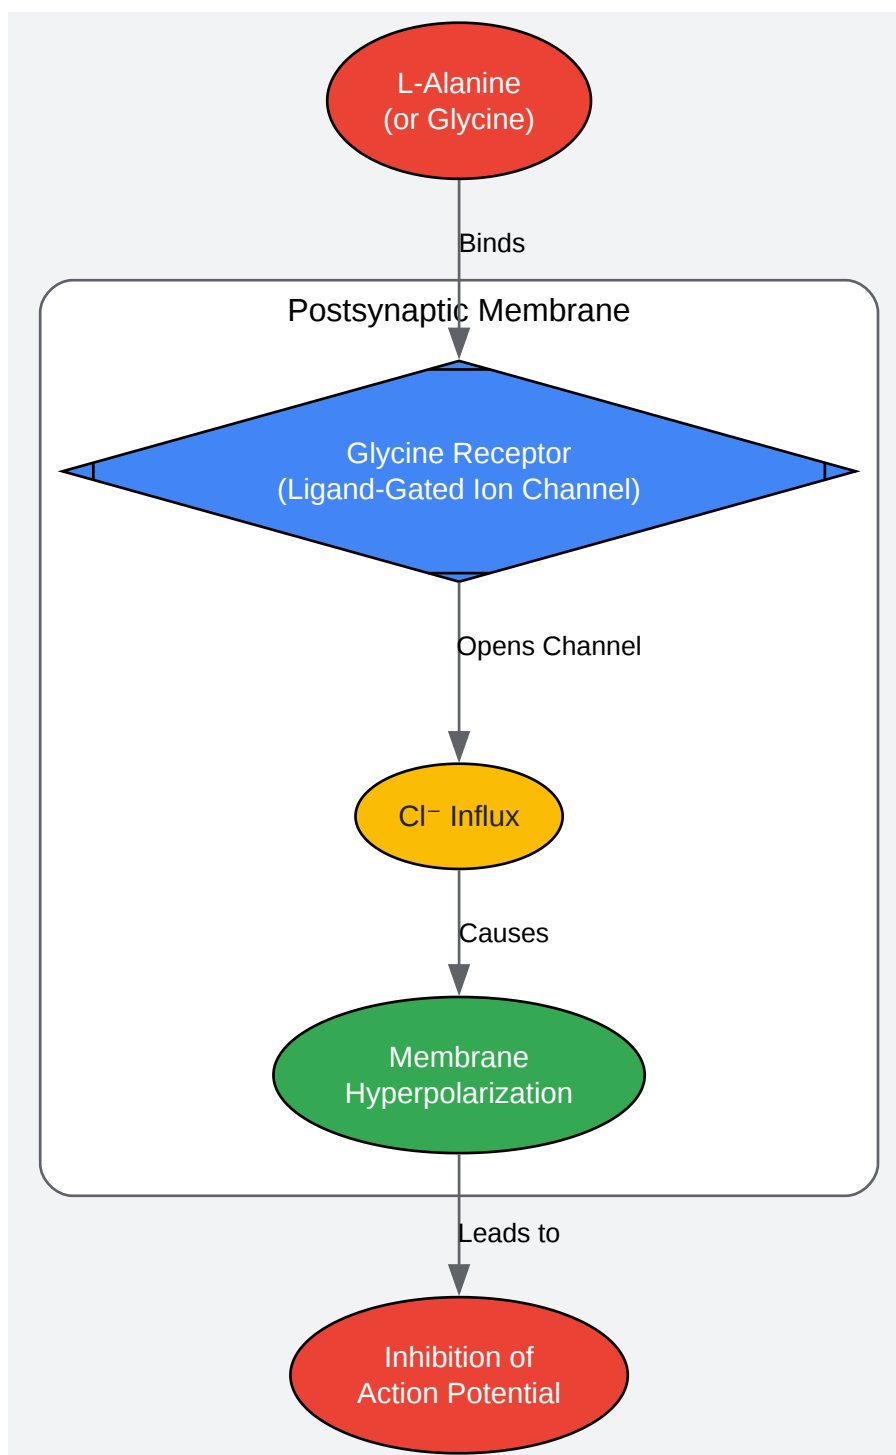 L-Alanine
(or Glycine)
Binds
Postsynaptic Membrane
Glycine Receptor
(Ligand-Gated Ion Channel)
Opens Channel
Cl⁻ Influx
Causes
Membrane
Hyperpolarization
Leads to
Inhibition of
Action Potential